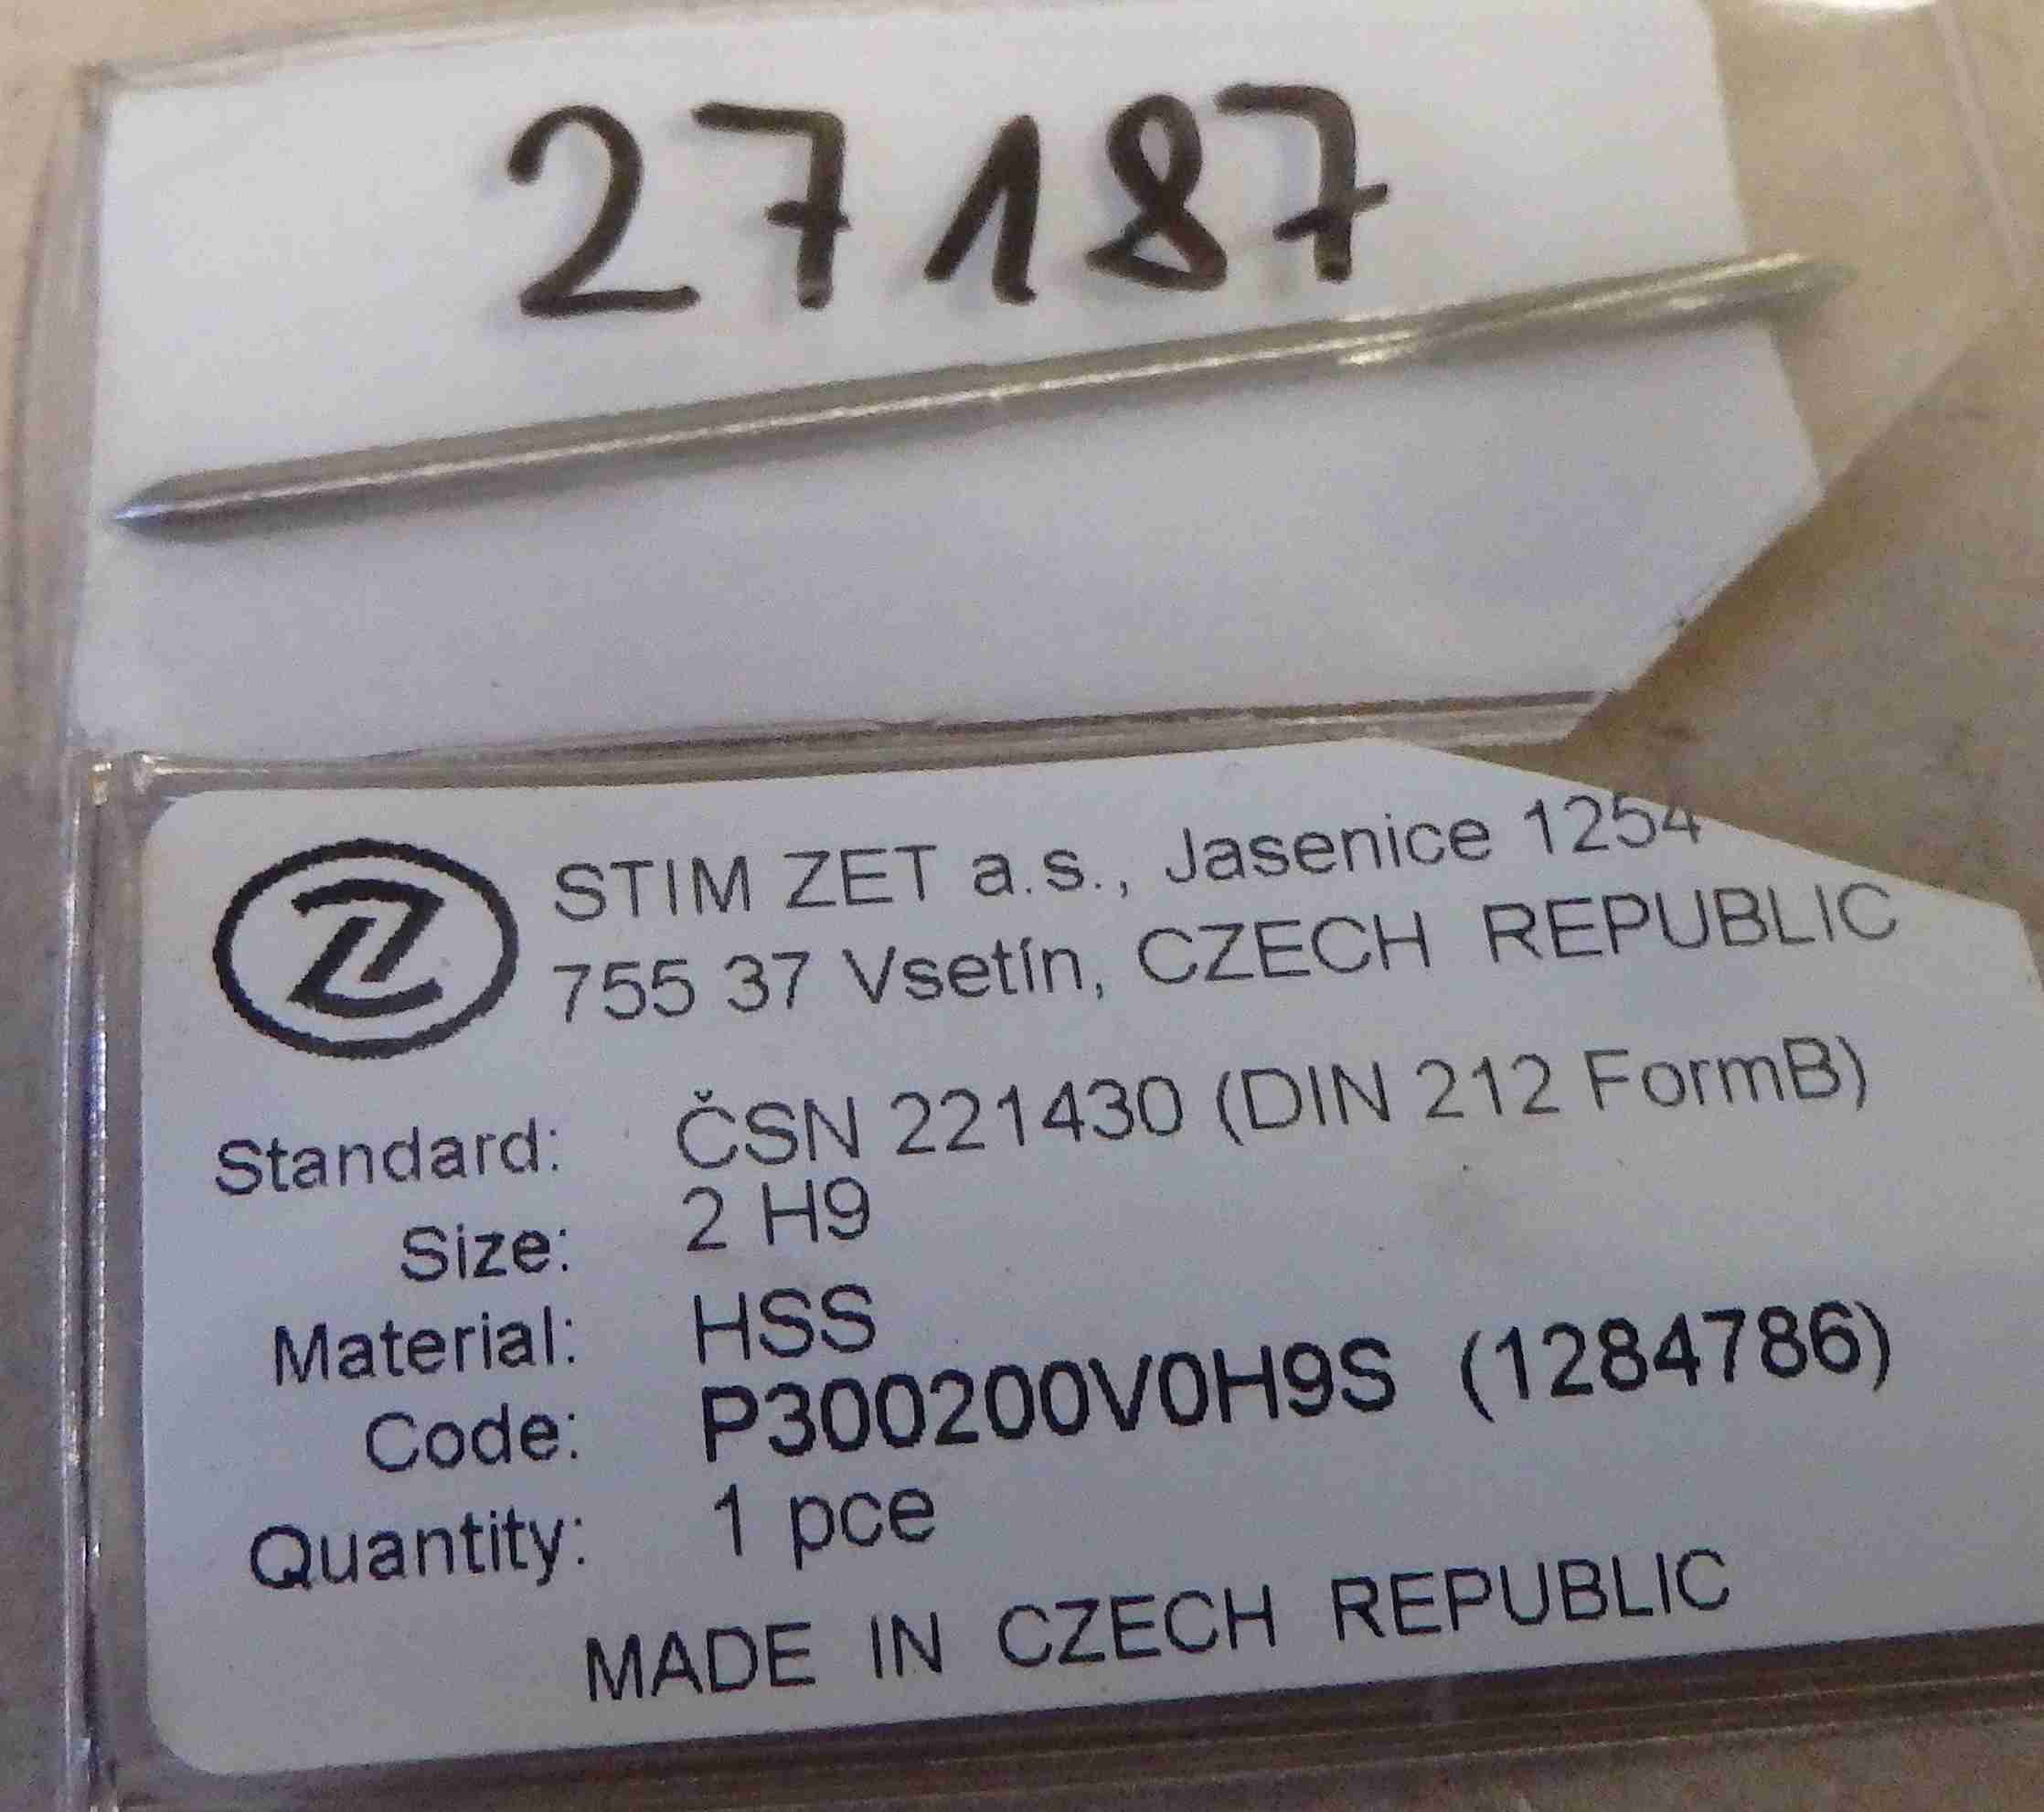 27187
STIM ZET a.s., Jasenice 1254
755 37 Vsetín, CZECH REPUBLIC
Standard: ČSN 221430 (DIN 212 FormB)
Size: 2 H9
Material: HSS
Code: P300200V0H9S (1284786)
Quantity: 1 pce
MADE IN CZECH REPUBLIC